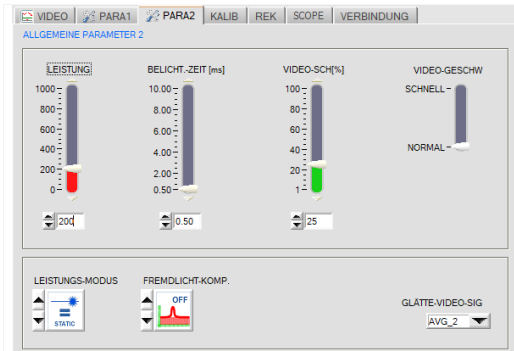 VIDEO PARA1 PARA2 KALIB REK SCOPE VERBINDUNG
ALLGEMEINE PARAMETER 2
LEISTUNG BELICHT.-ZEIT [ms] VIDEO-SCH[%] VIDEO-GESCHW
1000 10.00 100 SCHNELL
800 8.00 80
600 6.00 60
400 4.00 40 NORMAL
200 2.00 20
0 0.50 1
200 0.50 25
LEISTUNGS-MODUS FREMDLICHT-KOMP.
OFF
STATIC
GLÄTTE-VIDEO-SIG
AVG_2